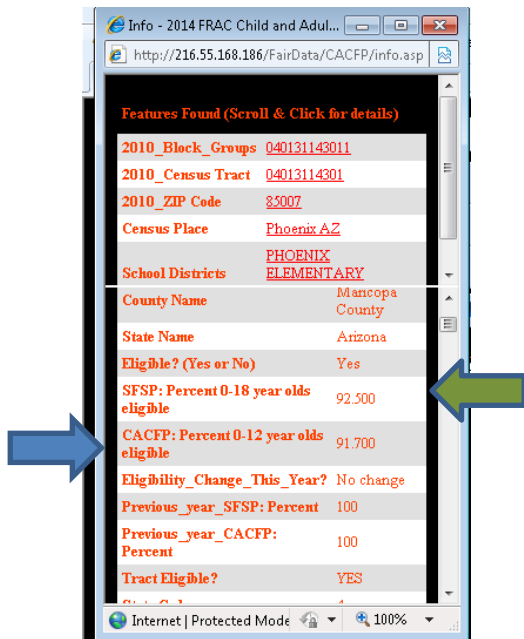 Info - 2014 FRAC Child and Adul...
http://216.55.168.186/FairData/CACFP/info.asp
Features Found (Scroll & Click for details)
2010_Block_Groups 040131143011
2010_Census Tract 04013114301
2010_ZIP Code 85007
Census Place Phoenix AZ
School Districts PHOENIX
ELEMENTARY
County Name Maricopa
County
State Name Arizona
Eligible? (Yes or No) Yes
SFSP: Percent 0-18 year olds
eligible 92.500
CACFP: Percent 0-12 year olds
eligible 91.700
Eligibility_Change_This_Year? No change
Previous_year_SFSP: Percent 100
Previous_year_CACFP:
Percent 100
Tract Eligible? YES
Internet | Protected Mode 100%